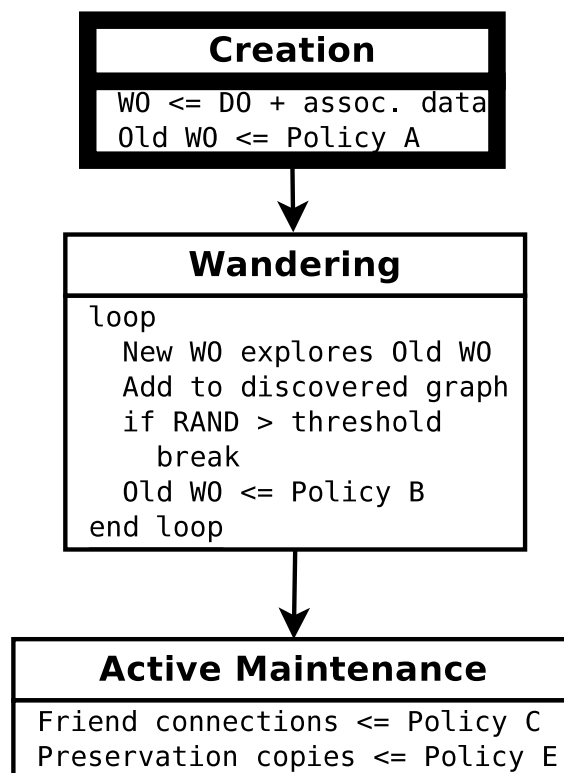 Creation
WO <= DO + assoc. data
Old WO <= Policy A
Wandering
loop
New WO explores Old WO
Add to discovered graph
if RAND > threshold
break
Old WO <= Policy B
end loop
Active Maintenance
Friend connections <= Policy C
Preservation copies <= Policy E